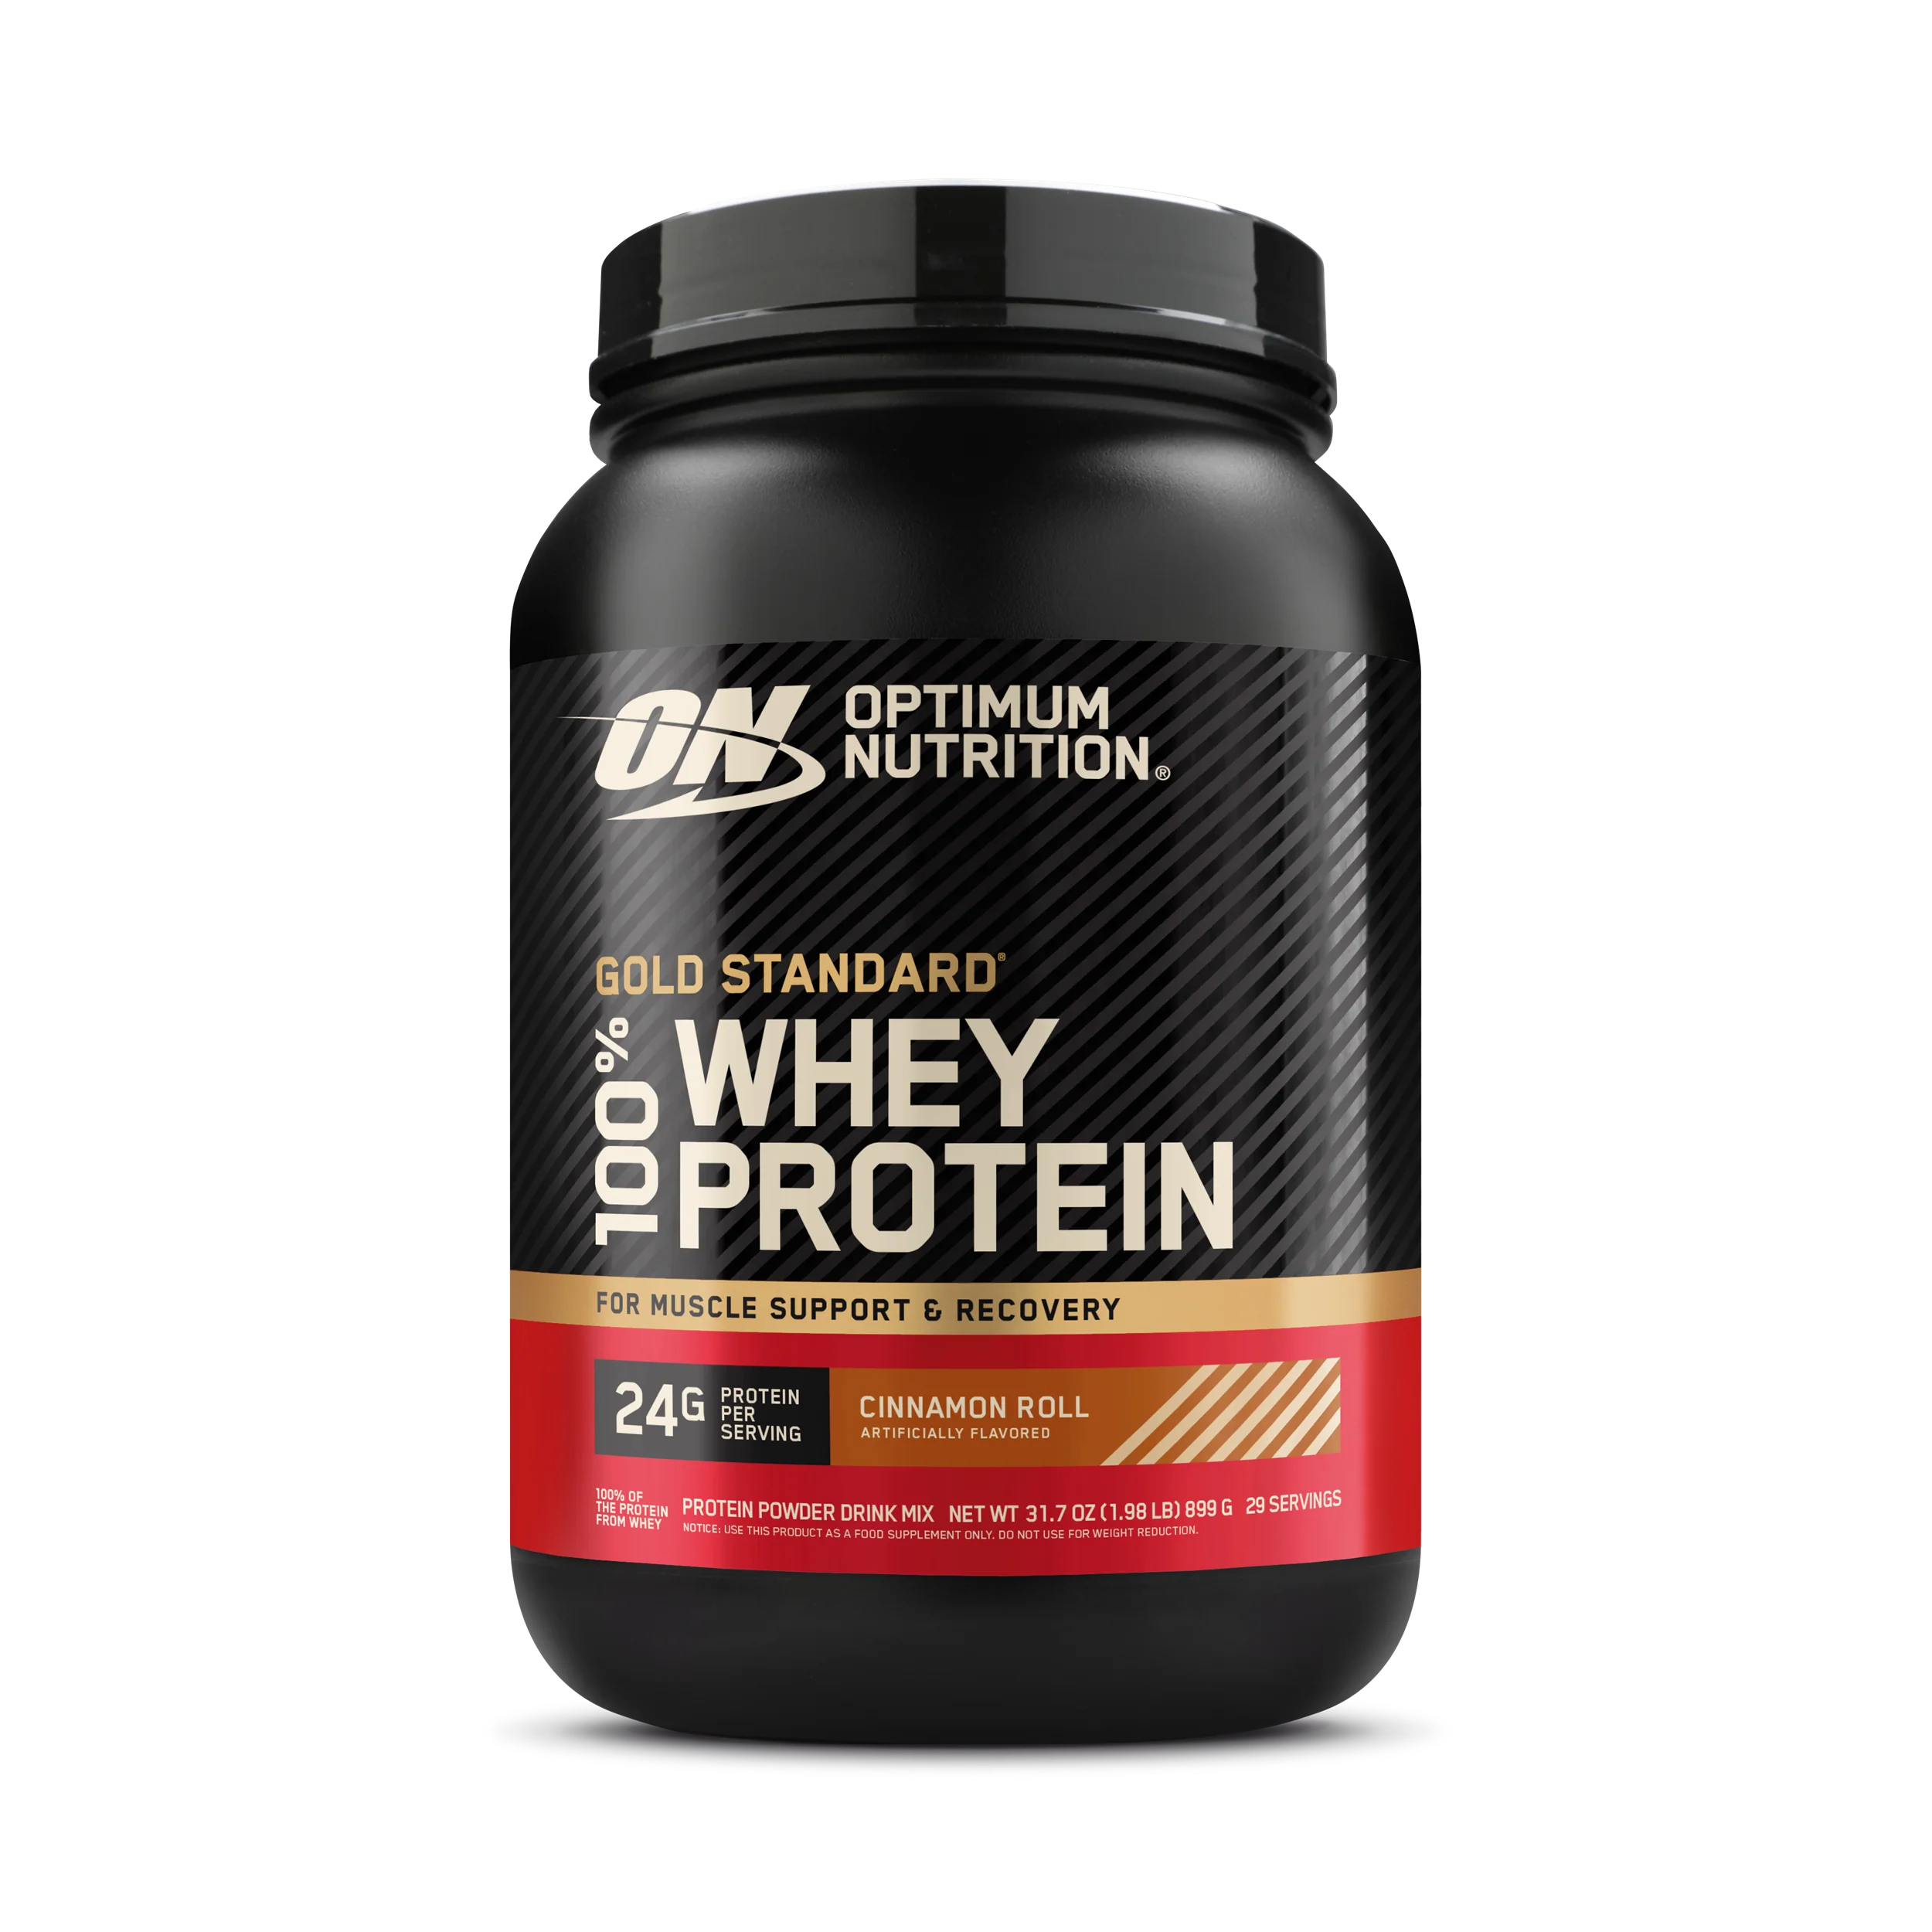 ON
OPTIMUM
NUTRITION®
GOLD STANDARD®
100%
WHEY
PROTEIN
FOR MUSCLE SUPPORT & RECOVERY
24G
PROTEIN
PER
SERVING
CINNAMON ROLL
ARTIFICIALLY FLAVORED
100% OF
THE PROTEIN
FROM WHEY
PROTEIN POWDER DRINK MIX NET WT 31.7 OZ (1.98 LB) 899 G 29 SERVINGS
NOTICE: USE THIS PRODUCT AS A FOOD SUPPLEMENT ONLY. DO NOT USE FOR WEIGHT REDUCTION.